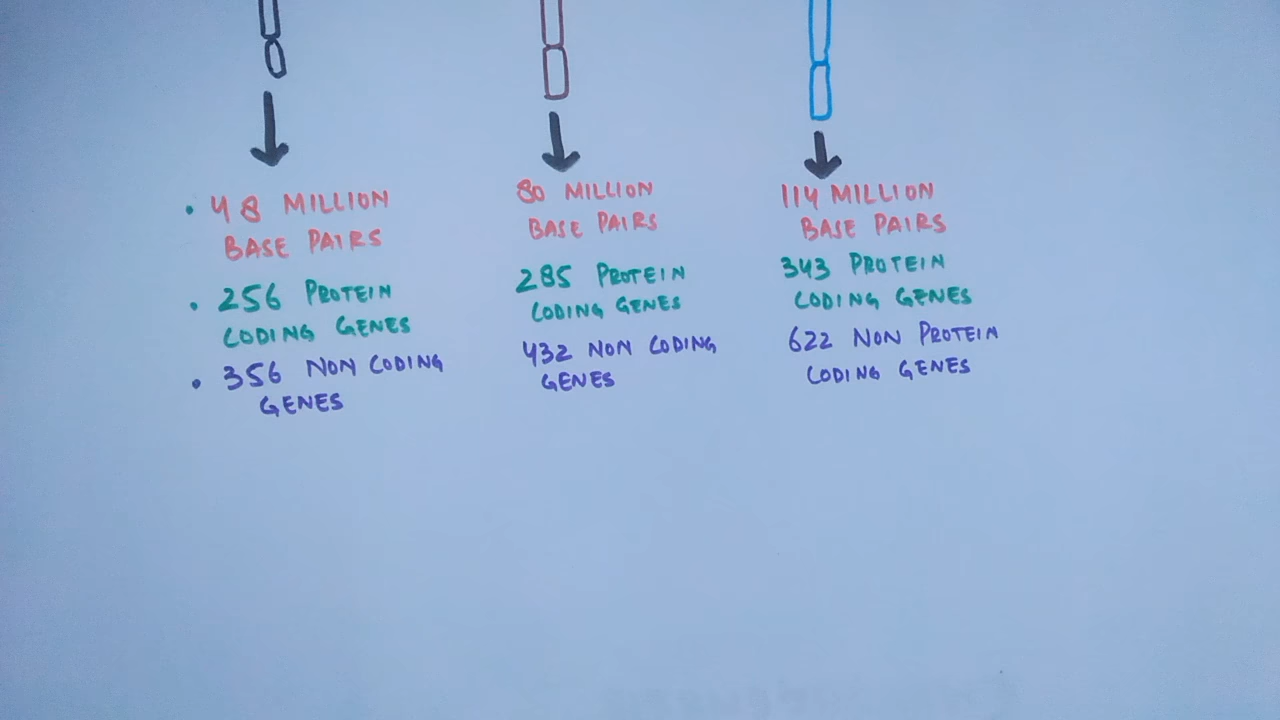 • 48 MILLION
BASE PAIRS
• 256 PROTEIN
CODING GENES
• 356 NON CODING
GENES
80 MILLION
BASE PAIRS
285 PROTEIN
CODING GENES
432 NON CODING
GENES
114 MILLION
BASE PAIRS
343 PROTEIN
CODING GENES
622 NON PROTEIN
CODING GENES